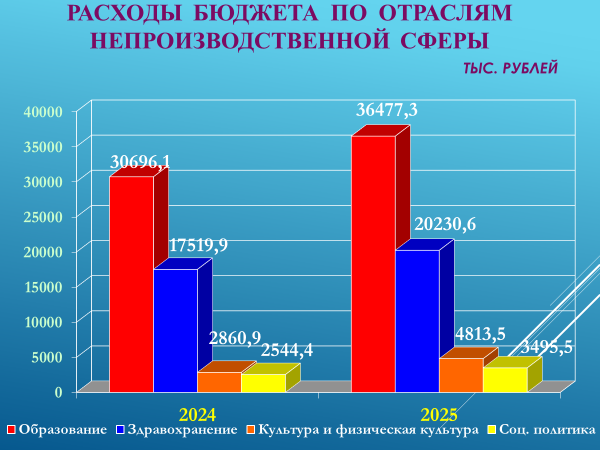 РАСХОДЫ БЮДЖЕТА ПО ОТРАСЛЯМ
НЕПРОИЗВОДСТВЕННОЙ СФЕРЫ
ТЫС. РУБЛЕЙ
40000
35000
30000
25000
20000
15000
10000
5000
0
30696,1
17519,9
2860,9
2544,4
36477,3
20230,6
4813,5
3495,5
2024
2025
Образование
Здравохранение
Культура и физическая культура
Соц. политика